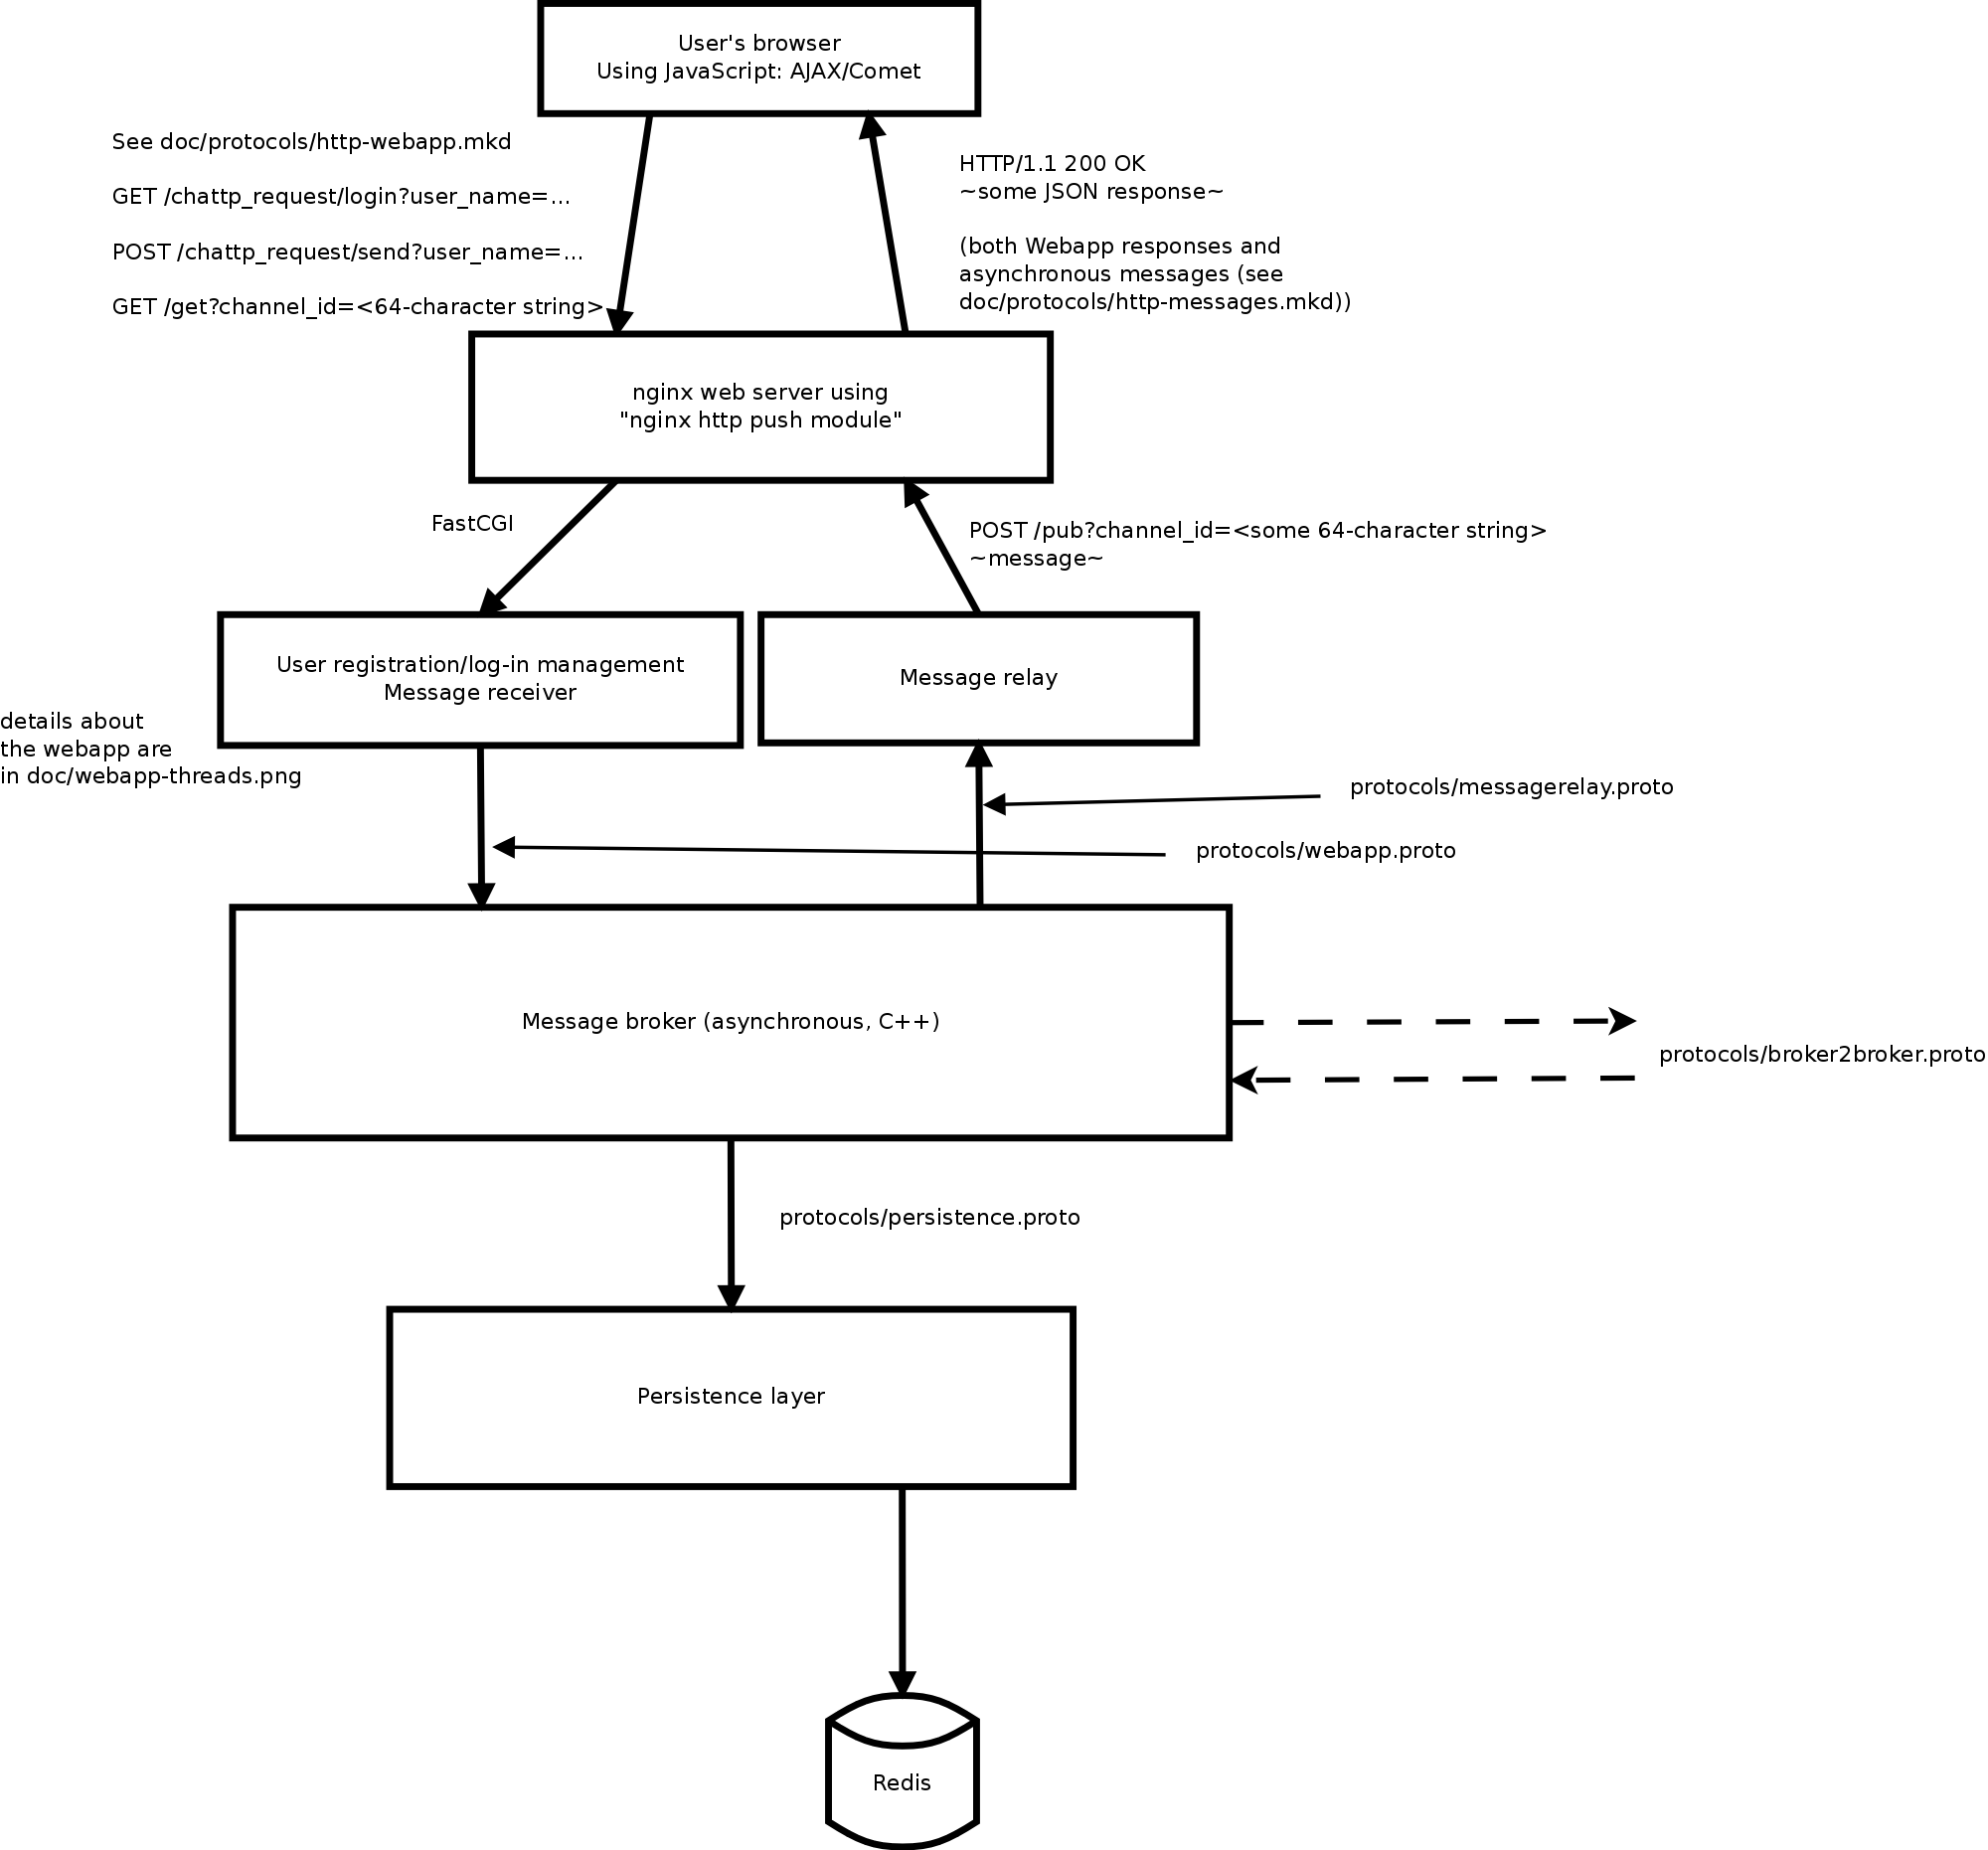 User's browser
Using JavaScript: AJAX/Comet
See doc/protocols/http-webapp.mkd
GET /chattp_request/login?user_name=...
POST /chattp_request/send?user_name=...
GET /get?channel_id=<64-character string>
HTTP/1.1 200 OK
~some JSON response~
(both Webapp responses and
asynchronous messages (see
doc/protocols/http-messages.mkd))
nginx web server using
"nginx http push module"
FastCGI
POST /pub?channel_id=<some 64-character string>
~message~
User registration/log-in management
Message receiver
Message relay
details about
the webapp are
in doc/webapp-threads.png
protocols/messagerelay.proto
protocols/webapp.proto
Message broker (asynchronous, C++)
protocols/broker2broker.proto
protocols/persistence.proto
Persistence layer
Redis